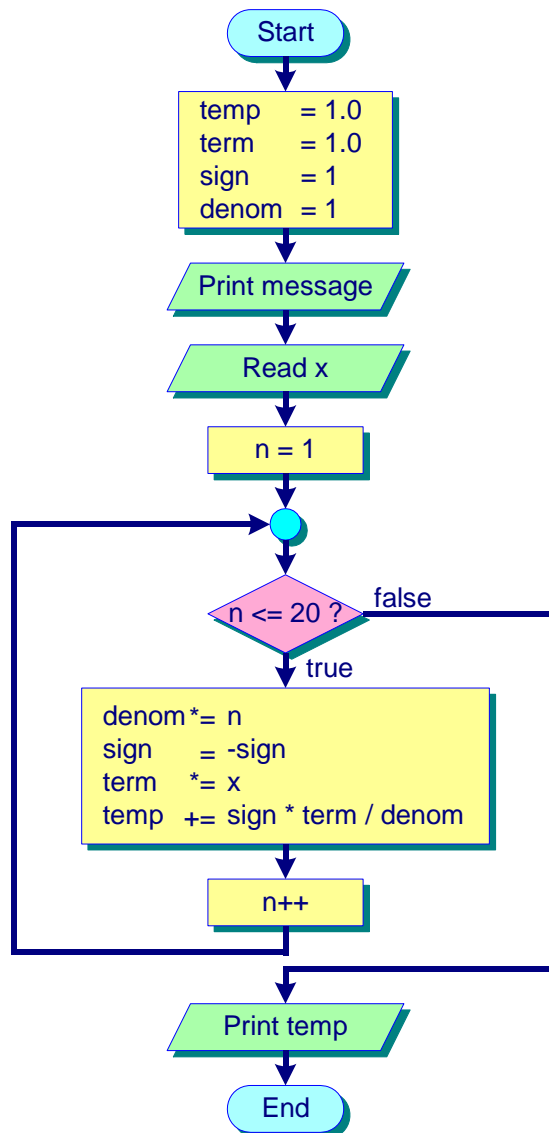 Start
temp = 1.0
term = 1.0
sign = 1
denom = 1
Print message
Read x
n = 1
n <= 20 ?
false
true
denom *= n
sign = -sign
term *= x
temp += sign * term / denom
n++
Print temp
End